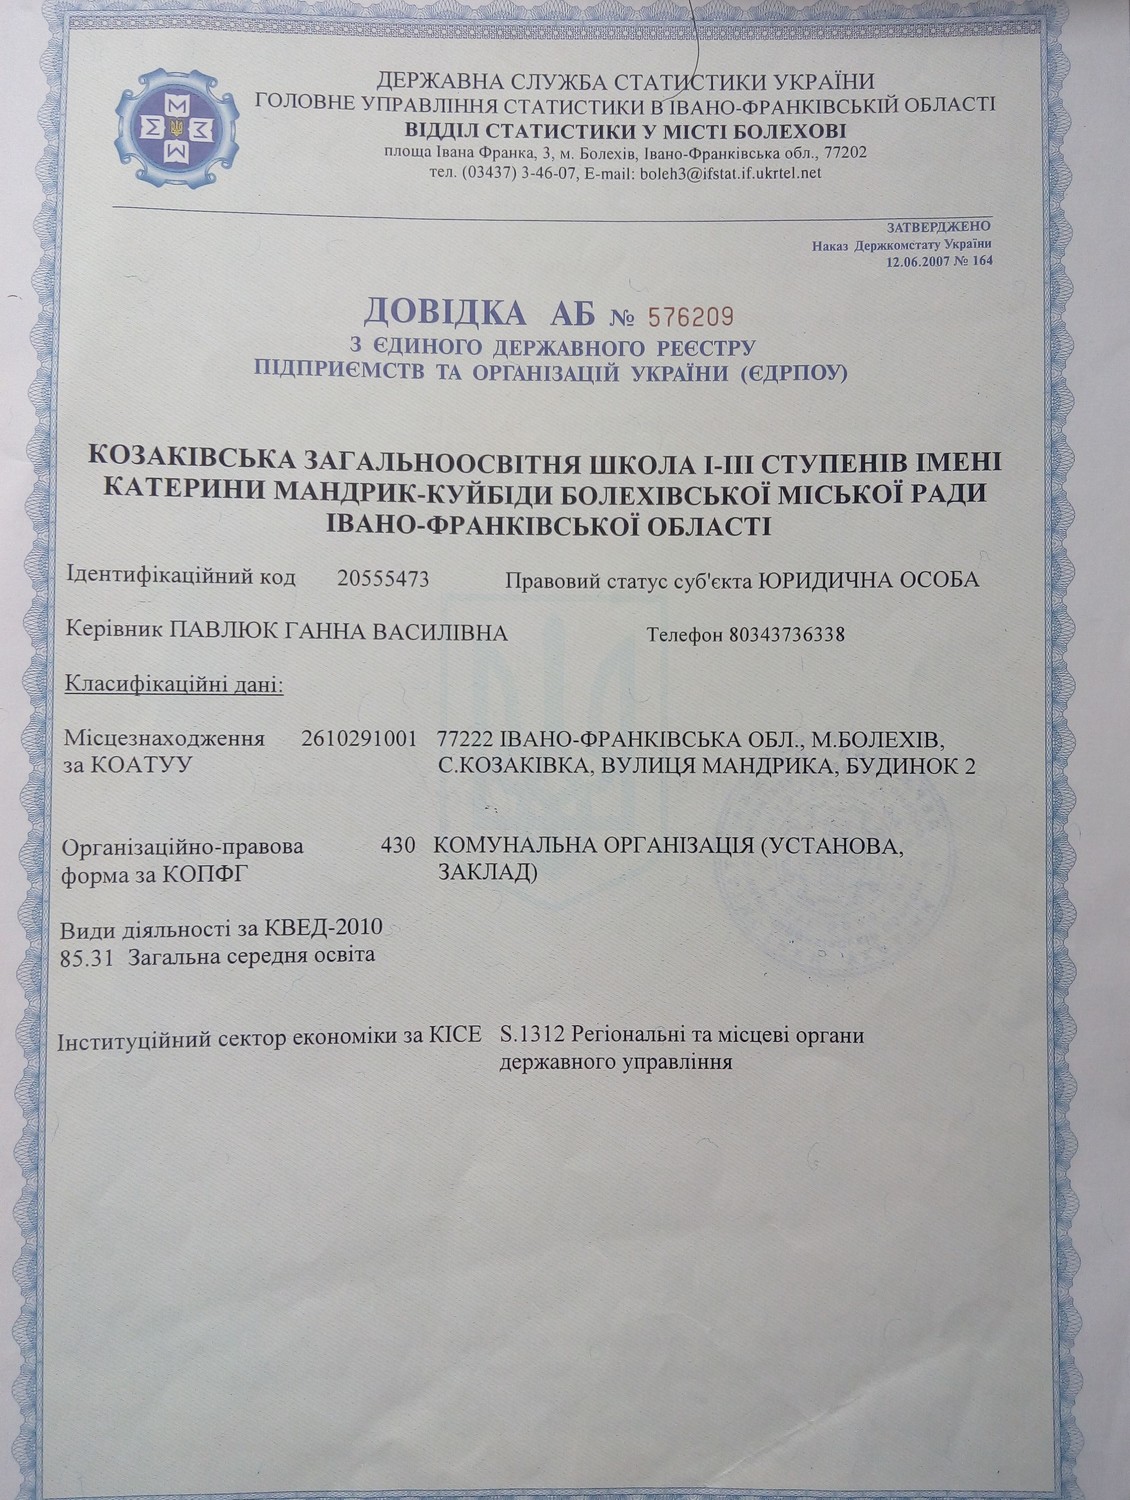 ДЕРЖАВНА СЛУЖБА СТАТИСТИКИ УКРАЇНИ
ГОЛОВНЕ УПРАВЛІННЯ СТАТИСТИКИ В ІВАНО-ФРАНКІВСЬКІЙ ОБЛАСТІ
ВІДДІЛ СТАТИСТИКИ У МІСТІ БОЛЕХОВІ
площа Івана Франка, 3, м. Болехів, Івано-Франківська обл., 77202
тел. (03437) 3-46-07, E-mail: boleh3@ifstat.if.ukrtel.net
ЗАТВЕРДЖЕНО
Наказ Держкомстату України
12.06.2007 № 164
ДОВІДКА АБ № 576209
З ЄДИНОГО ДЕРЖАВНОГО РЕЄСТРУ
ПІДПРИЄМСТВ ТА ОРГАНІЗАЦІЙ УКРАЇНИ (ЄДРПОУ)
КОЗАКІВСЬКА ЗАГАЛЬНООСВІТНЯ ШКОЛА І-ІІІ СТУПЕНІВ ІМЕНІ
КАТЕРИНИ МАНДРИК-КУЙБІДИ БОЛЕХІВСЬКОЇ МІСЬКОЇ РАДИ
ІВАНО-ФРАНКІВСЬКОЇ ОБЛАСТІ
Ідентифікаційний код 20555473 Правовий статус суб'єкта ЮРИДИЧНА ОСОБА
Керівник ПАВЛЮК ГАННА ВАСИЛІВНА Телефон 80343736338
Класифікаційні дані:
Місцезнаходження 2610291001 77222 ІВАНО-ФРАНКІВСЬКА ОБЛ., М.БОЛЕХІВ,
за КОАТУУ С.КОЗАКІВКА, ВУЛИЦЯ МАНДРИКА, БУДИНОК 2
Організаційно-правова 430 КОМУНАЛЬНА ОРГАНІЗАЦІЯ (УСТАНОВА,
форма за КОПФГ ЗАКЛАД)
Види діяльності за КВЕД-2010
85.31 Загальна середня освіта
Інституційний сектор економіки за КІСЕ S.1312 Регіональні та місцеві органи
державного управління